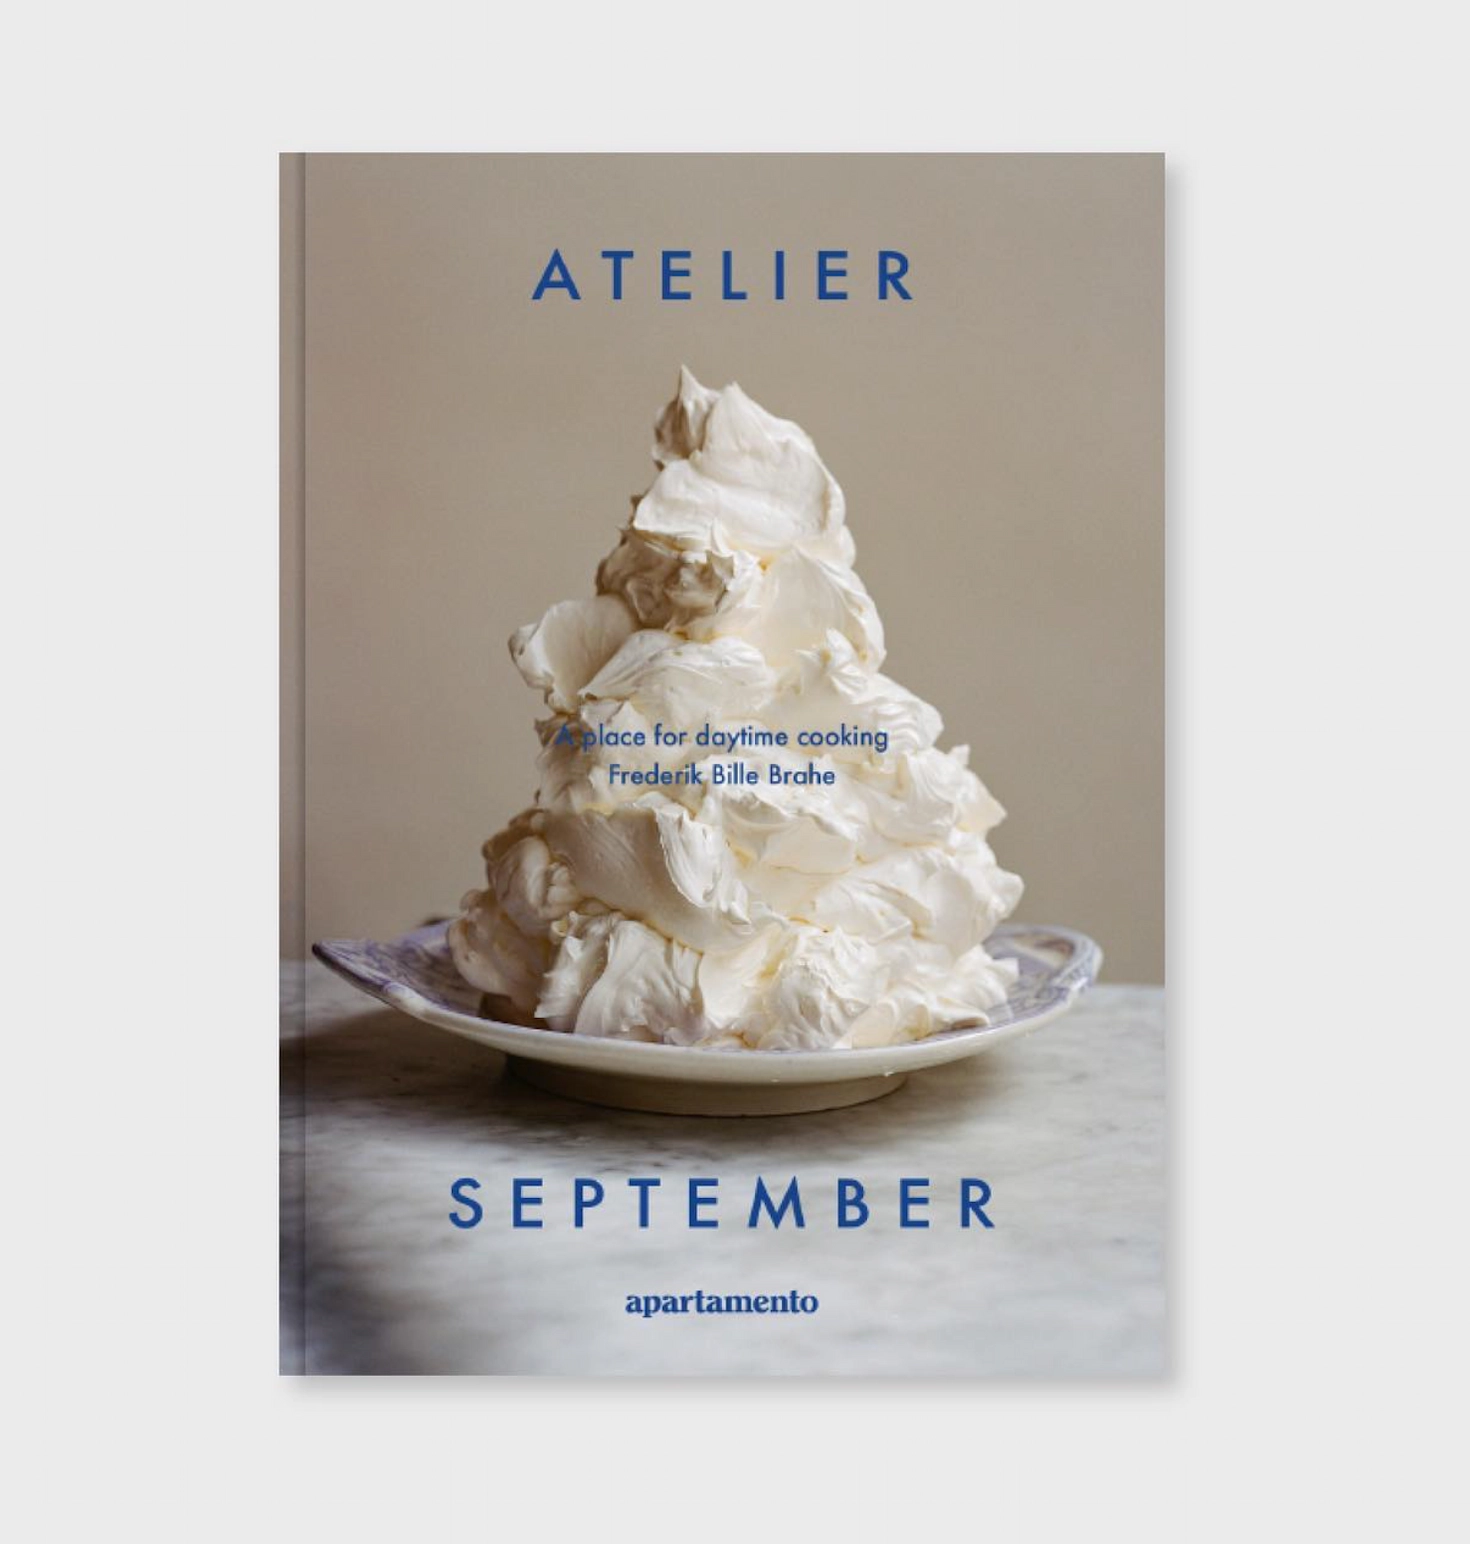 ATELIER
A place for daytime cooking
Frederik Bille Brahe
SEPTEMBER
apartamento